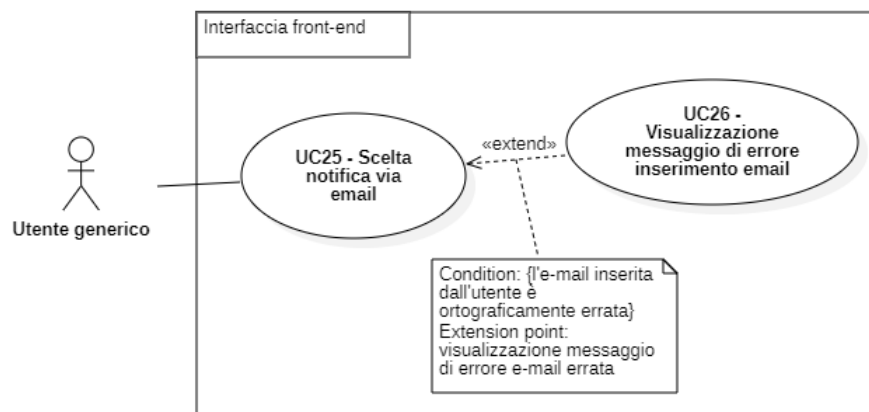 Interfaccia front-end
UC26 -
Visualizzazione
messaggio di errore
inserimento email
«extend»
UC25 - Scelta
notifica via
email
Utente generico
Condition: {l'e-mail inserita
dall'utente è
ortograficamente errata}
Extension point:
visualizzazione messaggio
di errore e-mail errata